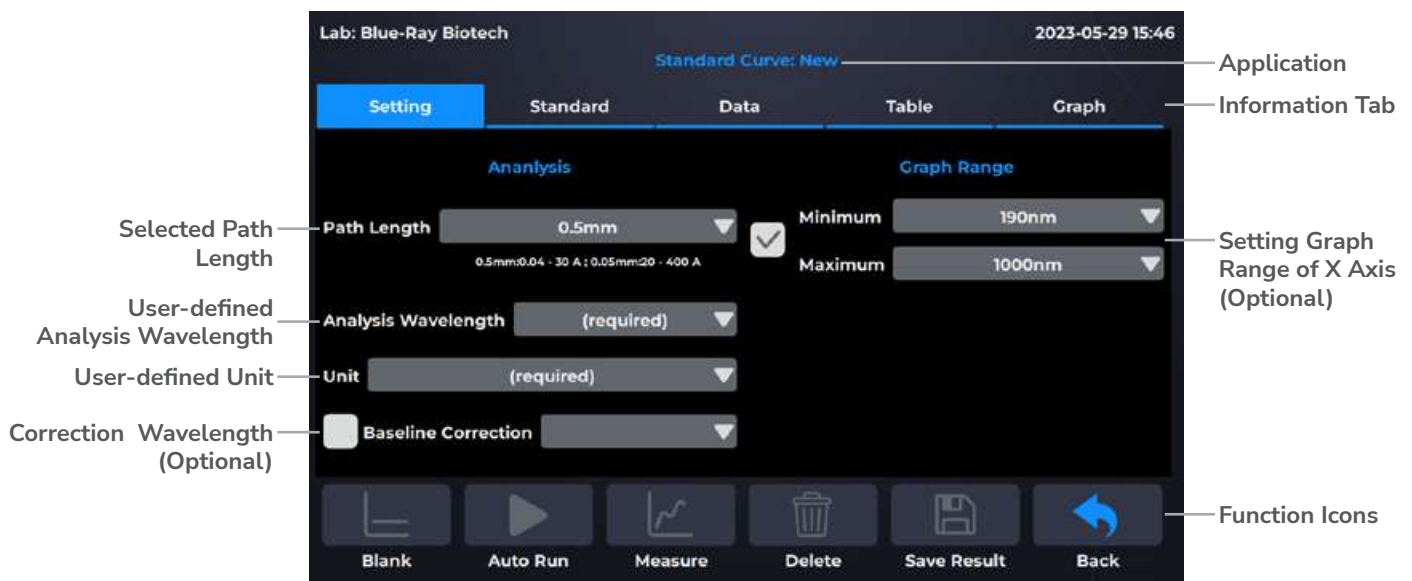 Lab: Blue-Ray Biotech
2023-05-29 15:46
Standard Curve: New
Application
Setting
Standard
Data
Table
Graph
Information Tab
Ananlysis
Graph Range
Selected Path
Length
Path Length
0.5mm
0.5mm:0.04 - 30 A ; 0.05mm:20 - 400 A
Minimum
190nm
Maximum
1000nm
Setting Graph
Range of X Axis
(Optional)
User-defined
Analysis Wavelength
Analysis Wavelength
(required)
User-defined Unit
Unit
(required)
Correction Wavelength
(Optional)
Baseline Correction
Function Icons
Blank
Auto Run
Measure
Delete
Save Result
Back